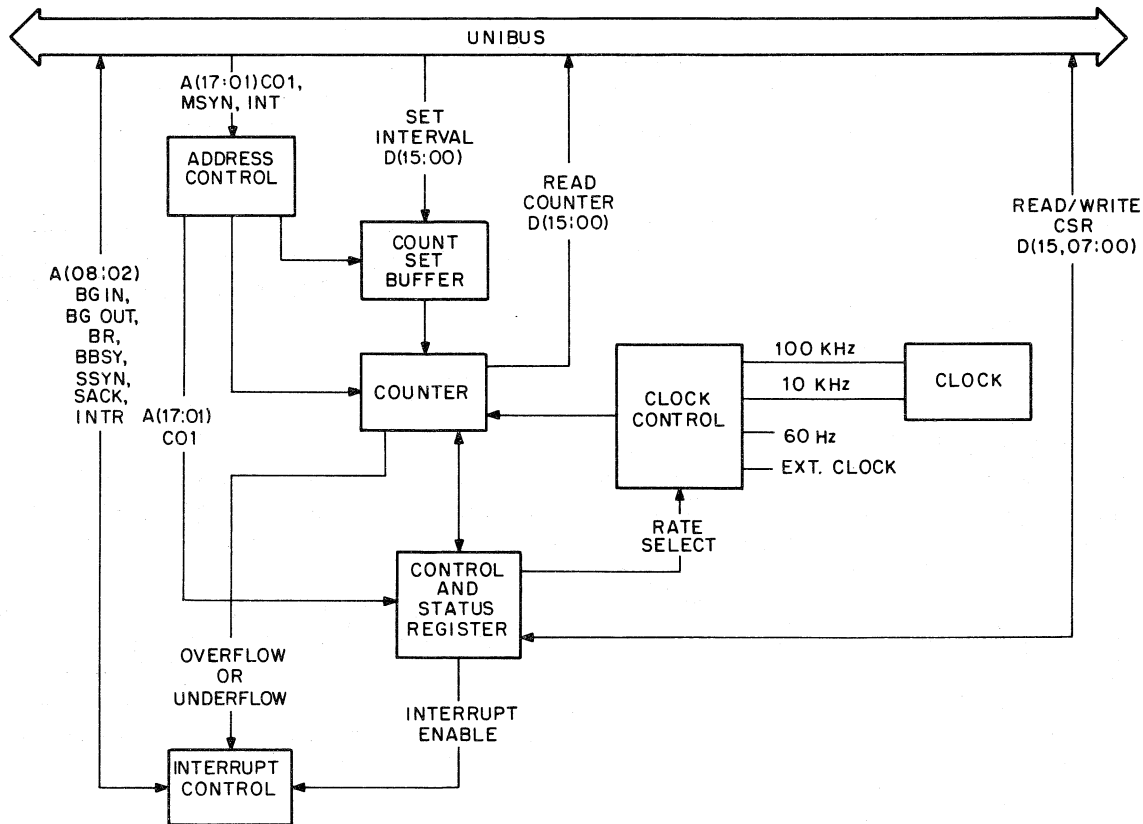 UNIBUS
A(17:01)CO1,
MSYN, INT
SET
INTERVAL
D(15:00)
ADDRESS
CONTROL
READ
COUNTER
D(15:00)
READ/WRITE
CSR
D(15,07:00)
COUNT
SET
BUFFER
A(08:02)
BG IN,
BG OUT,
BR,
BBSY,
SSYN,
SACK,
INTR
A(17:01)
CO1
COUNTER
CLOCK
CONTROL
100 KHz
10 KHz
60 Hz
EXT. CLOCK
CLOCK
RATE
SELECT
CONTROL
AND
STATUS
REGISTER
OVERFLOW
OR
UNDERFLOW
INTERRUPT
ENABLE
INTERRUPT
CONTROL